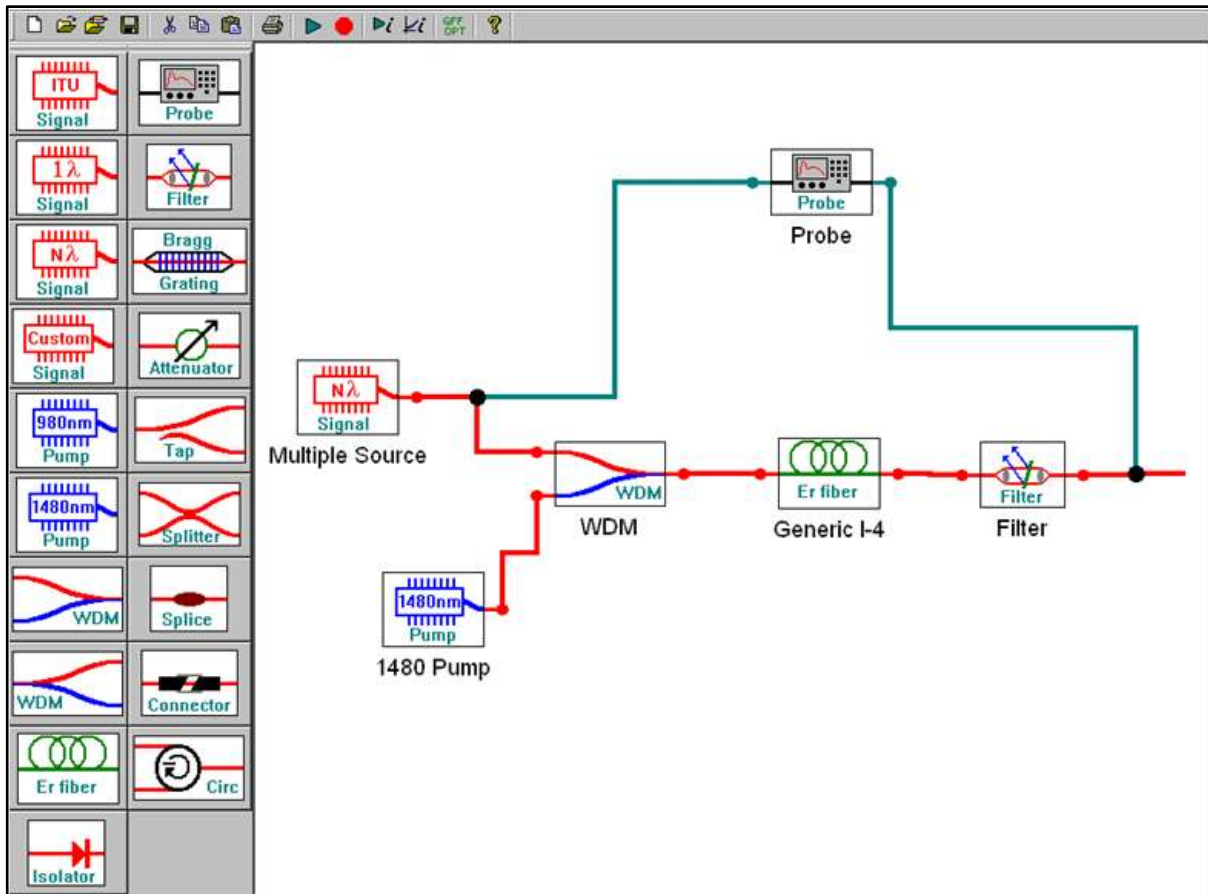 GFF
OPT
?
ITU
Signal
Probe
1λ
Signal
Filter
Nλ
Signal
Bragg
Grating
Custom
Signal
Attenuator
980nm
Pump
Tap
1480nm
Pump
Splitter
WDM
Splice
WDM
Connector
Er fiber
Circ
Isolator
Probe
Probe
Nλ
Signal
Multiple Source
WDM
WDM
Er fiber
Generic I-4
Filter
Filter
1480nm
Pump
1480 Pump